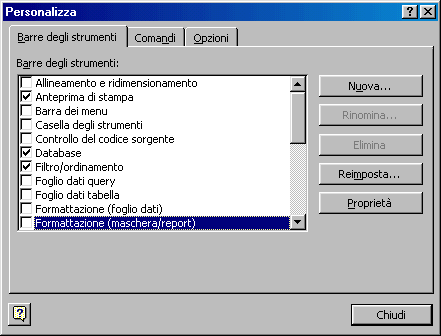 Personalizza
Barre degli strumenti
Comandi
Opzioni
Barre degli strumenti:
Allineamento e ridimensionamento
Anteprima di stampa
Barra dei menu
Casella degli strumenti
Controllo del codice sorgente
Database
Filtro/ordinamento
Foglio dati query
Foglio dati tabella
Formattazione (foglio dati)
Formattazione (maschera/report)
Nuova...
Rinomina...
Elimina
Reimposta...
Proprietà
Chiudi